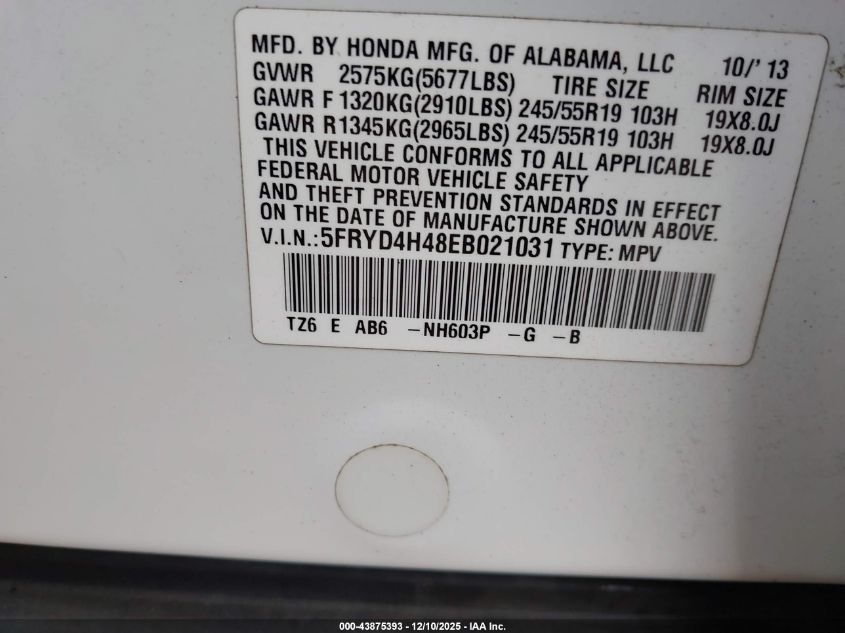 MFD. BY HONDA MFG. OF ALABAMA, LLC 10/' 13
GVWR 2575KG(5677LBS) TIRE SIZE RIM SIZE
GAWR F 1320KG(2910LBS) 245/55R19 103H 19X8.0J
GAWR R1345KG(2965LBS) 245/55R19 103H 19X8.0J
THIS VEHICLE CONFORMS TO ALL APPLICABLE
FEDERAL MOTOR VEHICLE SAFETY
AND THEFT PREVENTION STANDARDS IN EFFECT
ON THE DATE OF MANUFACTURE SHOWN ABOVE.
V.I.N.:5FRYD4H48EB021031 TYPE: MPV
TZ6 E AB6 -NH603P -G -B
000-43875393 - 12/10/2025 - IAA Inc.